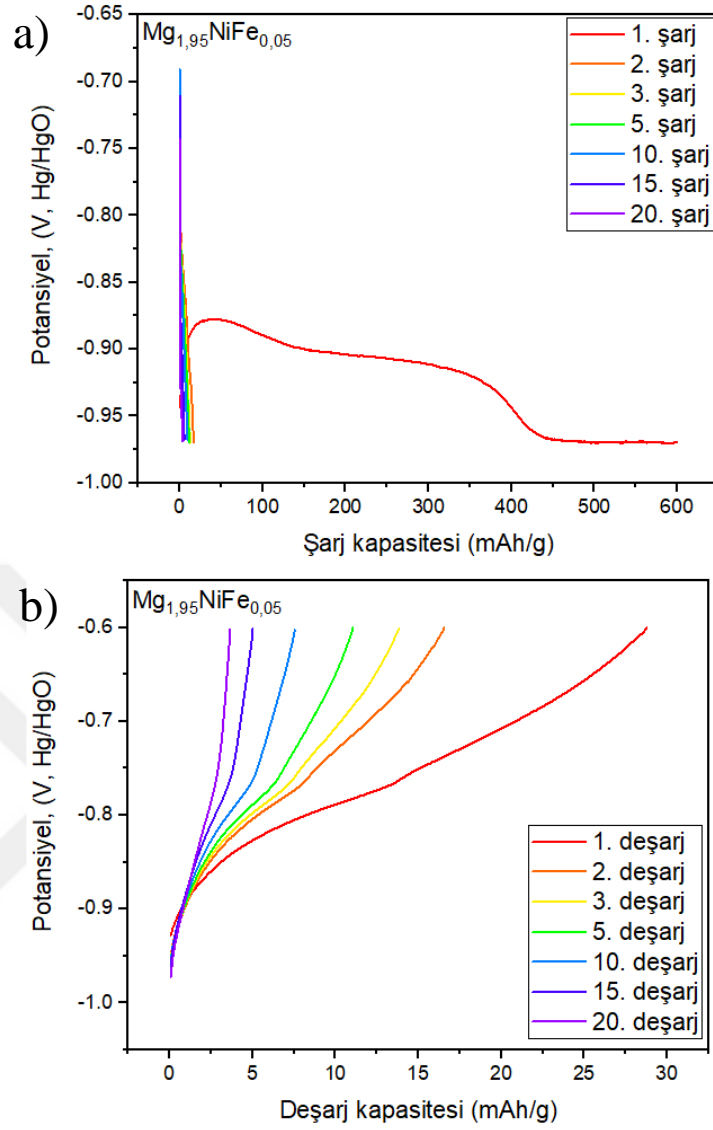 a)
Mg1,95NiFe0,05
1. şarj
2. şarj
3. şarj
5. şarj
10. şarj
15. şarj
20. şarj
-0.65
-0.70
-0.75
-0.80
-0.85
-0.90
-0.95
-1.00
Potansiyel, (V, Hg/HgO)
0 100 200 300 400 500 600
Şarj kapasitesi (mAh/g)
b)
Mg1,95NiFe0,05
-0.6
-0.7
-0.8
-0.9
-1.0
Potansiyel, (V, Hg/HgO)
1. deşarj
2. deşarj
3. deşarj
5. deşarj
10. deşarj
15. deşarj
20. deşarj
0 5 10 15 20 25 30
Deşarj kapasitesi (mAh/g)